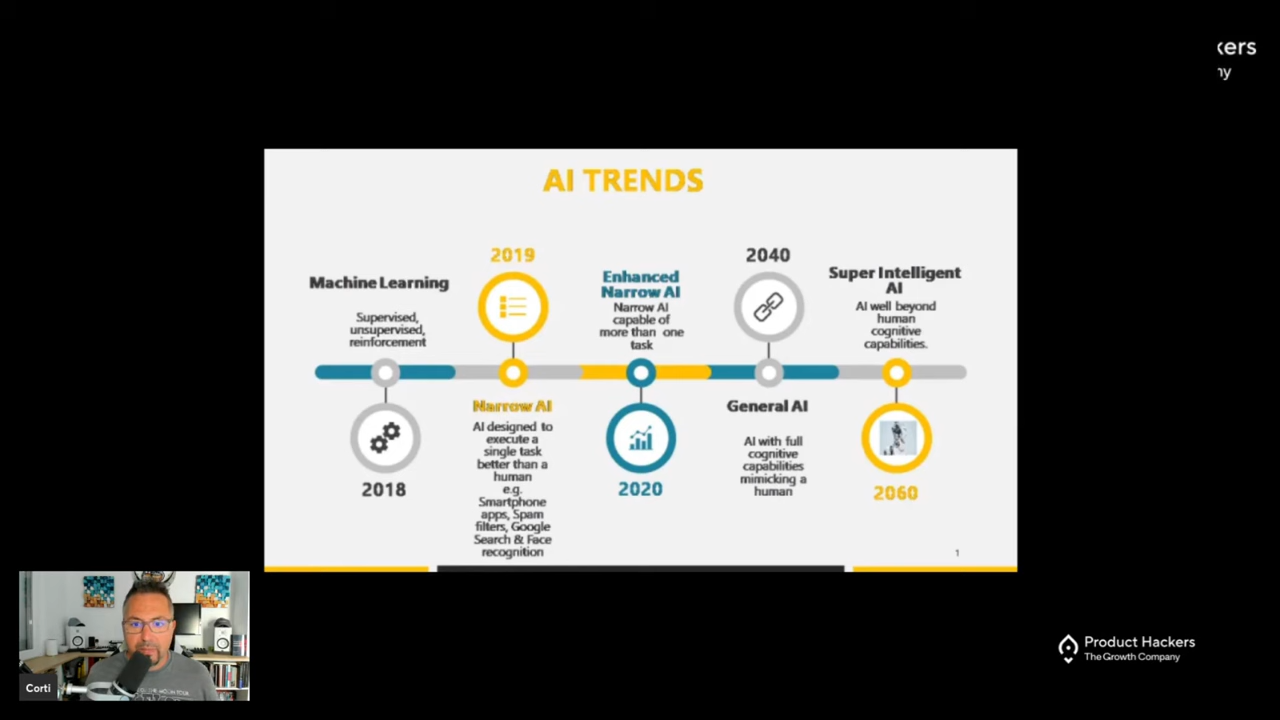 kers
ny
AI TRENDS
Machine Learning
Supervised,
unsupervised,
reinforcement
2018
2019
Narrow AI
AI designed to
execute a
single task
better than a
human
e.g.
Smartphone
apps, Spam
filters, Google
Search & Face
recognition
Enhanced
Narrow AI
Narrow AI
capable of
more than one
task
2020
2040
General AI
AI with full
cognitive
capabilities
mimicking a
human
Super Intelligent
AI
AI well beyond
human
cognitive
capabilities.
2060
1
Corti
Product Hackers
The Growth Company